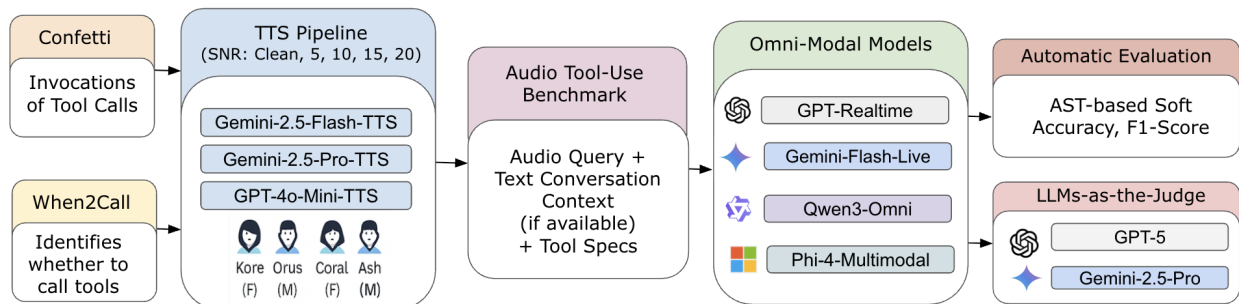 Confetti
Invocations
of Tool Calls
When2Call
Identifies
whether to
call tools
TTS Pipeline
(SNR: Clean, 5, 10, 15, 20)
Gemini-2.5-Flash-TTS
Gemini-2.5-Pro-TTS
GPT-4o-Mini-TTS
Kore Orus Coral Ash
(F) (M) (F) (M)
Audio Tool-Use
Benchmark
Audio Query +
Text Conversation
Context
(if available)
+ Tool Specs
Omni-Modal Models
GPT-Realtime
Gemini-Flash-Live
Qwen3-Omni
Phi-4-Multimodal
Automatic Evaluation
AST-based Soft
Accuracy, F1-Score
LLMs-as-the-Judge
GPT-5
Gemini-2.5-Pro